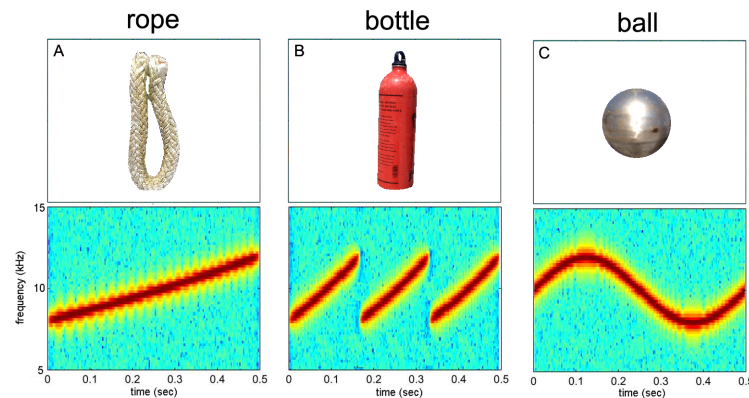 rope bottle ball
A B C
15
frequency (kHz)
10
5
0 0.1 0.2 0.3 0.4 0.5 0 0.1 0.2 0.3 0.4 0.5 0 0.1 0.2 0.3 0.4 0.5
time (sec) time (sec) time (sec)